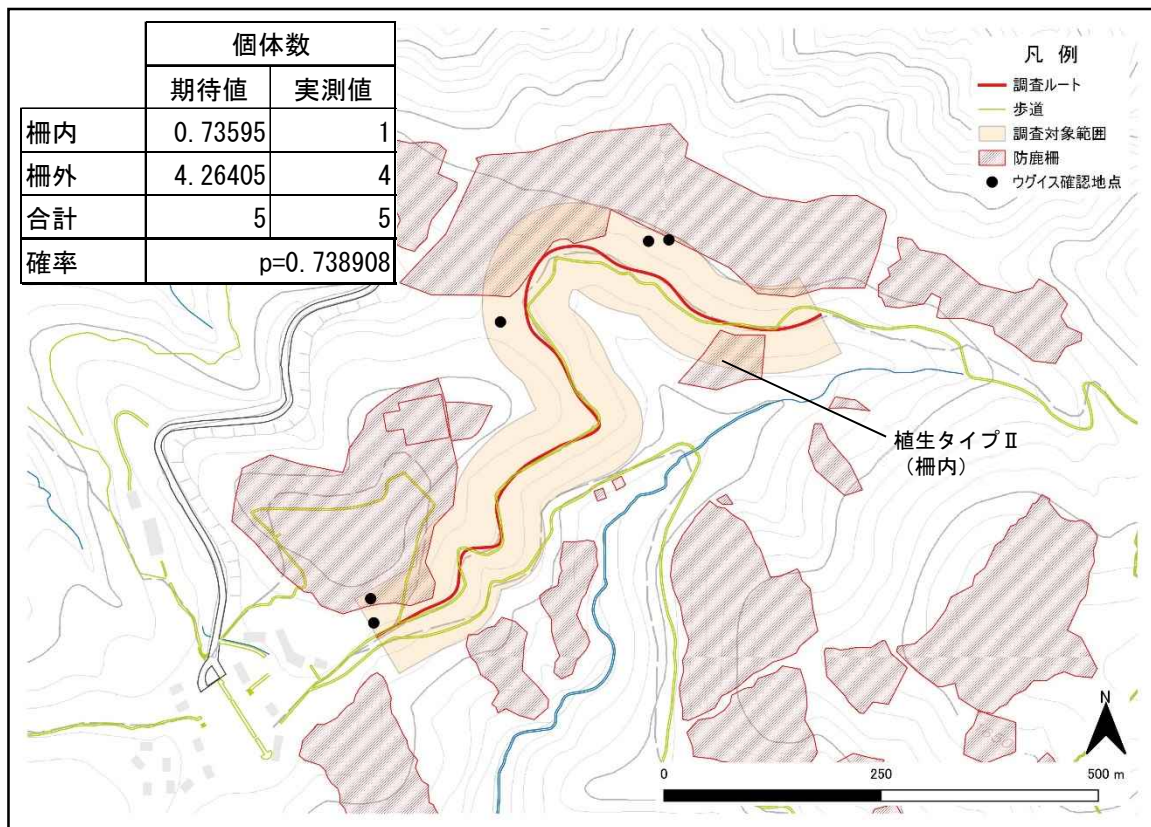 個体数
期待値 実測値
柵内 0.73595 1
柵外 4.26405 4
合計 5 5
確率 p=0.738908
凡 例
調査ルート
歩道
調査対象範囲
防鹿柵
ウグイス確認地点
植生タイプⅡ
（柵内）
N
0 250 500 m